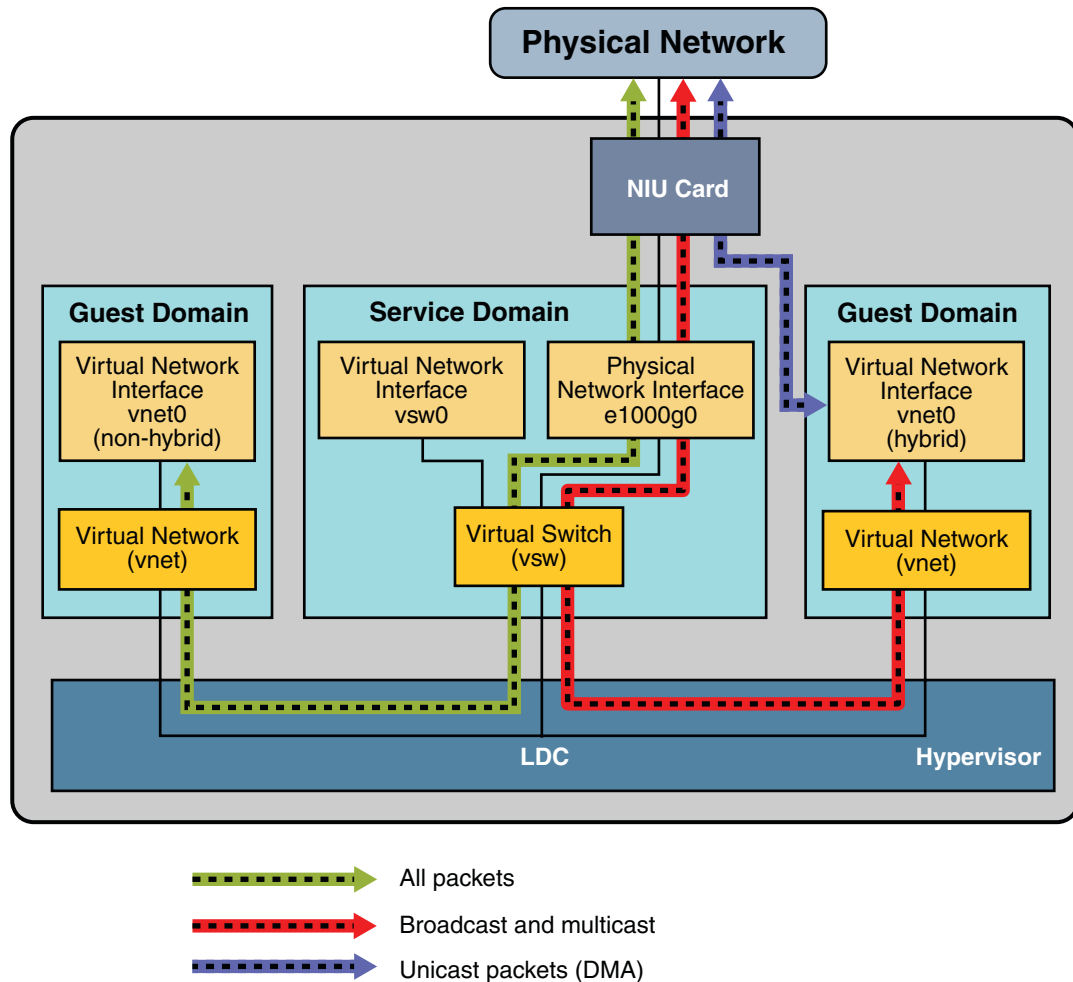 Physical Network
NIU Card
Guest Domain
Virtual Network
Interface
vnet0
(non-hybrid)
Virtual Network
(vnet)
Service Domain
Virtual Network
Interface
vsw0
Physical
Network Interface
e1000g0
Virtual Switch
(vsw)
Guest Domain
Virtual Network
Interface
vnet0
(hybrid)
Virtual Network
(vnet)
LDC
Hypervisor
All packets
Broadcast and multicast
Unicast packets (DMA)